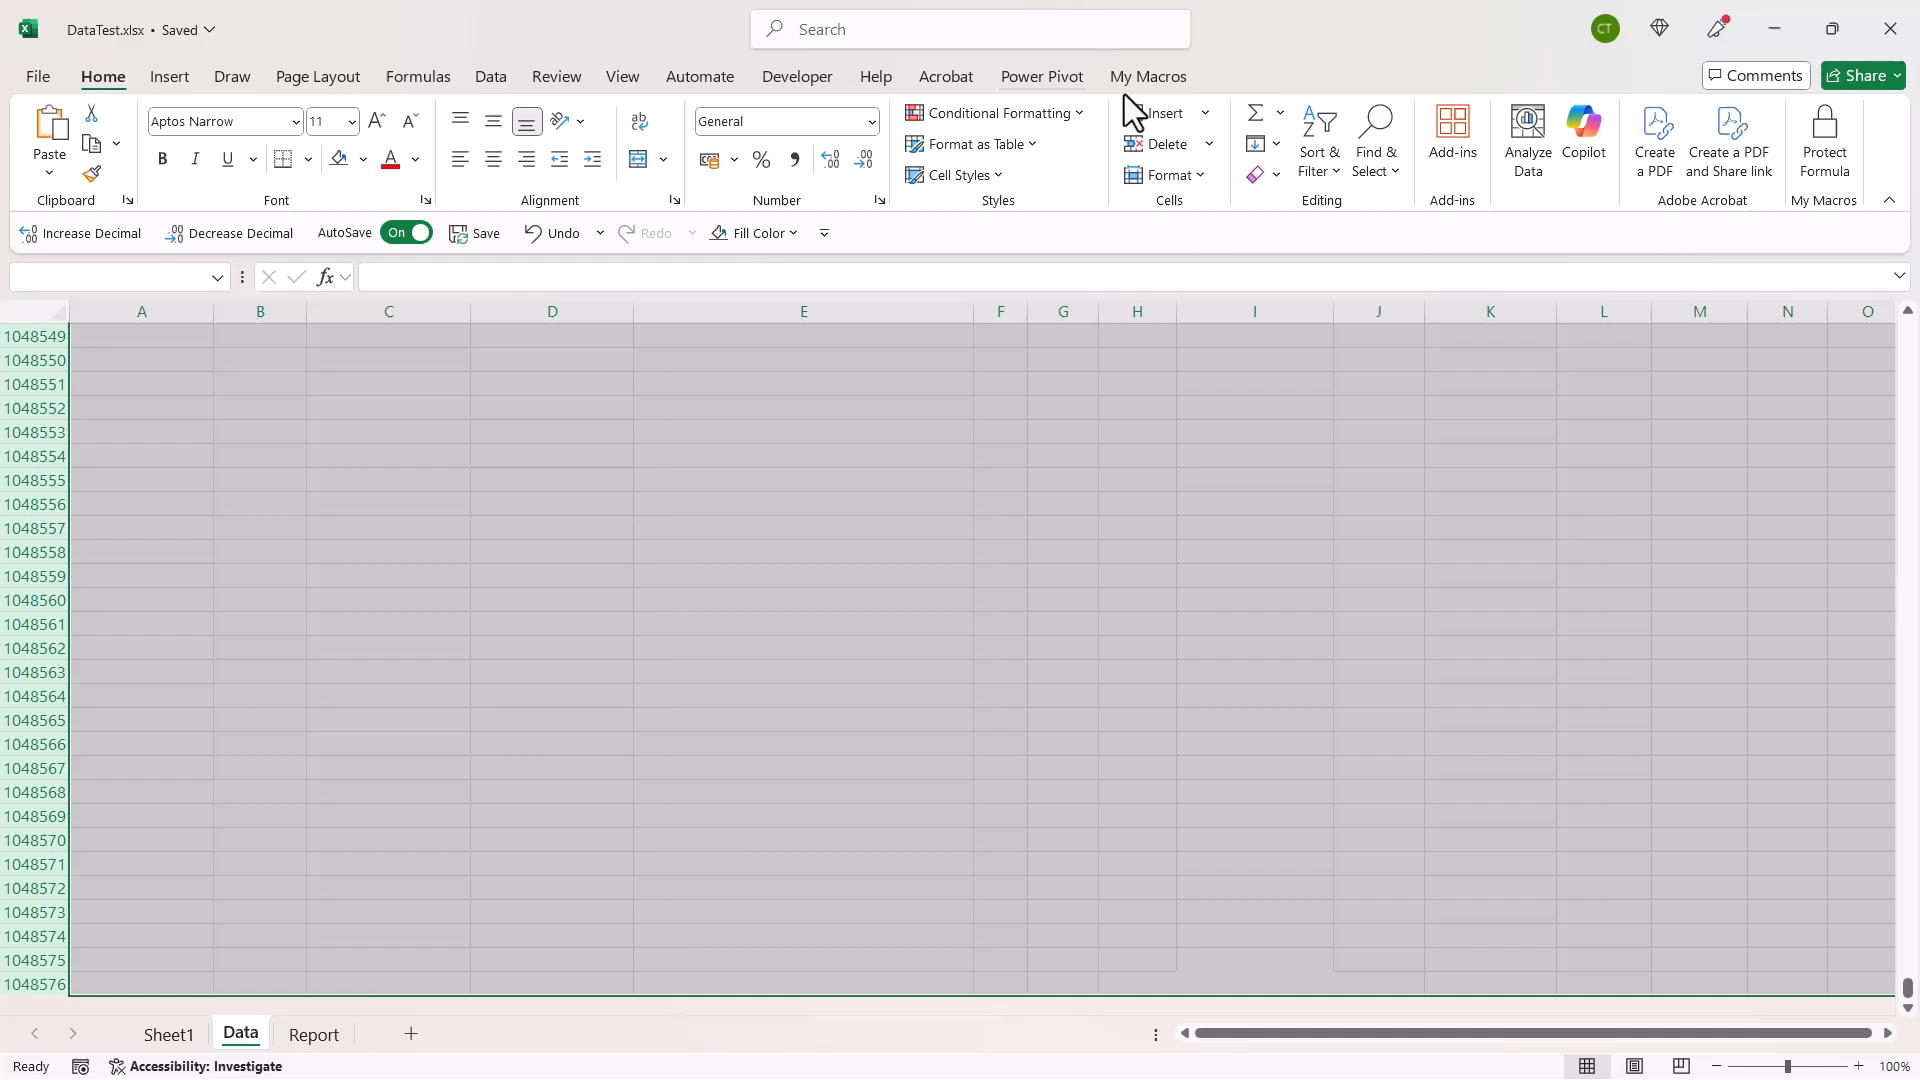 DataTest.xlsx • Saved
Search
CT
File Home Insert Draw Page Layout Formulas Data Review View Automate Developer Help Acrobat Power Pivot My Macros
Comments Share
Paste
Clipboard
Aptos Narrow 11
B I U A
Font
ab
Alignment
General
% 9
Number
Conditional Formatting
Format as Table
Cell Styles
Styles
Insert
Delete
Format
Cells
Sort & Filter
Find & Select
Editing
Add-ins
Add-ins
Analyze Data
Copilot
Create a PDF
Create a PDF and Share link
Adobe Acrobat
Protect Formula
My Macros
Increase Decimal Decrease Decimal AutoSave On Save Undo Redo Fill Color
fx
A B C D E F G H I J K L M N O
1048549
1048550
1048551
1048552
1048553
1048554
1048555
1048556
1048557
1048558
1048559
1048560
1048561
1048562
1048563
1048564
1048565
1048566
1048567
1048568
1048569
1048570
1048571
1048572
1048573
1048574
1048575
1048576
Sheet1 Data Report
Ready Accessibility: Investigate 100%